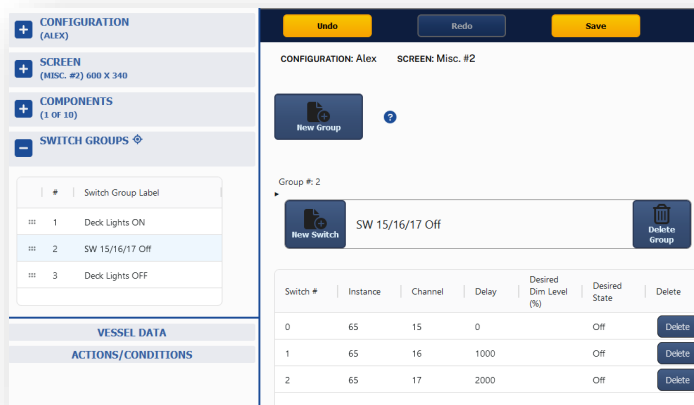 CONFIGURATION
(ALEX)
SCREEN
(MISC. #2) 600 X 340
COMPONENTS
(1 OF 10)
SWITCH GROUPS
# Switch Group Label
1 Deck Lights ON
2 SW 15/16/17 Off
3 Deck Lights OFF
VESSEL DATA
ACTIONS/CONDITIONS
Undo Redo Save
CONFIGURATION: Alex SCREEN: Misc. #2
New Group
?
Group #: 2
New Switch SW 15/16/17 Off Delete
Group
Switch # Instance Channel Delay Desired
Dim Level
(%) Desired
State Delete
0 65 15 0 Off Delete
1 65 16 1000 Off Delete
2 65 17 2000 Off Delete